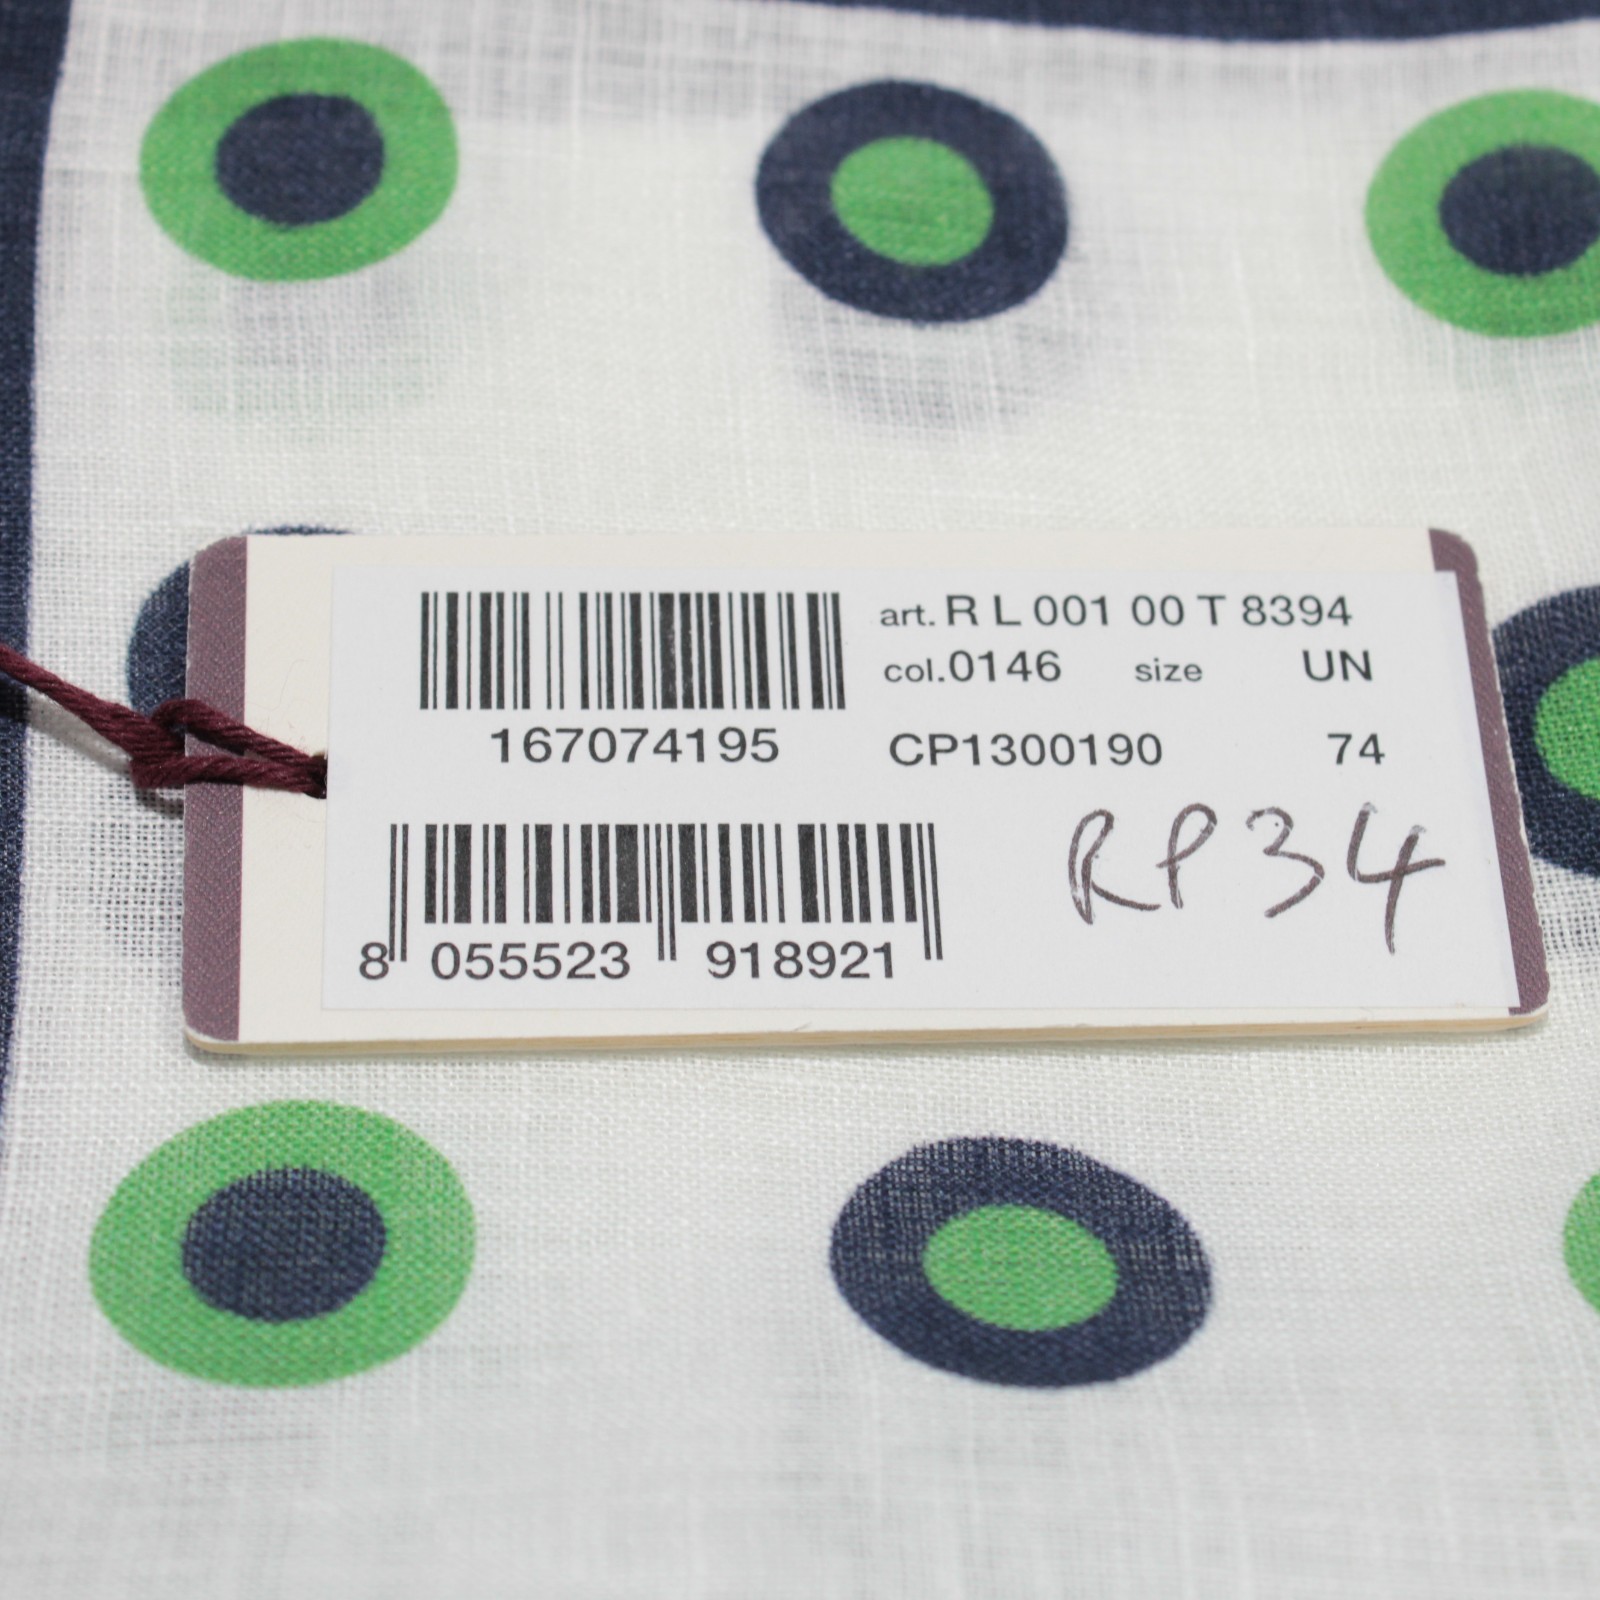 art. R L 001 00 T 8394
col.0146 size UN
167074195
CP1300190 74
RP34
8 055523 918921